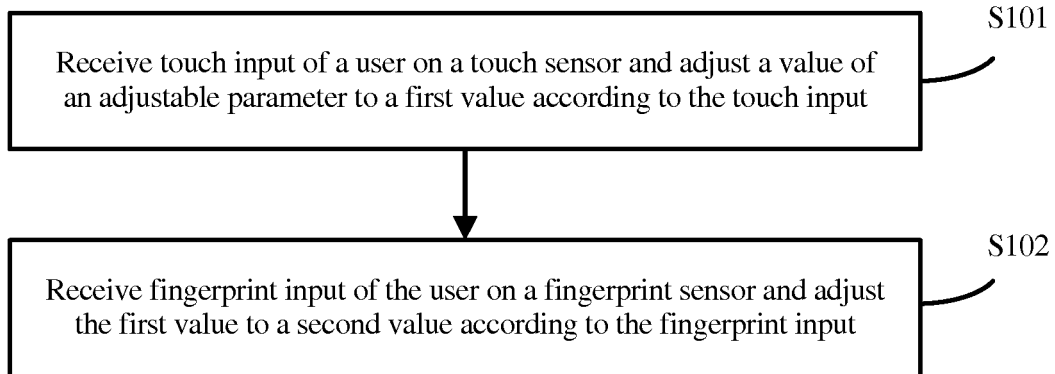 S101
Receive touch input of a user on a touch sensor and adjust a value of
an adjustable parameter to a first value according to the touch input
S102
Receive fingerprint input of the user on a fingerprint sensor and adjust
the first value to a second value according to the fingerprint input